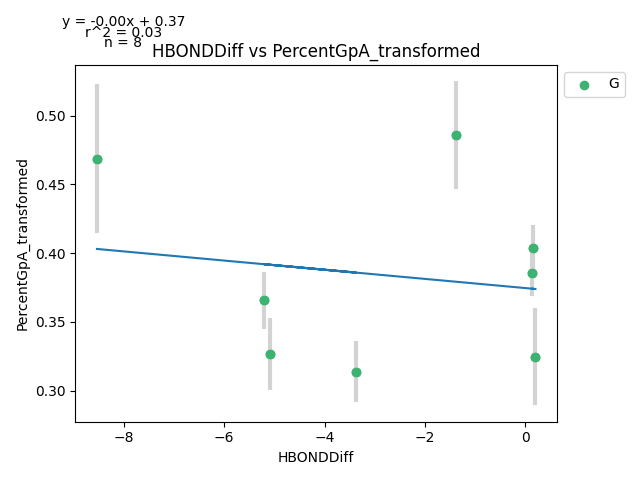 y = -0.00x + 0.37
r^2 = 0.03
n = 8
HBONDDiff vs PercentGpA_transformed
G
PercentGpA_transformed
0.50
0.45
0.40
0.35
0.30
−8
−6
−4
−2
0
HBONDDiff